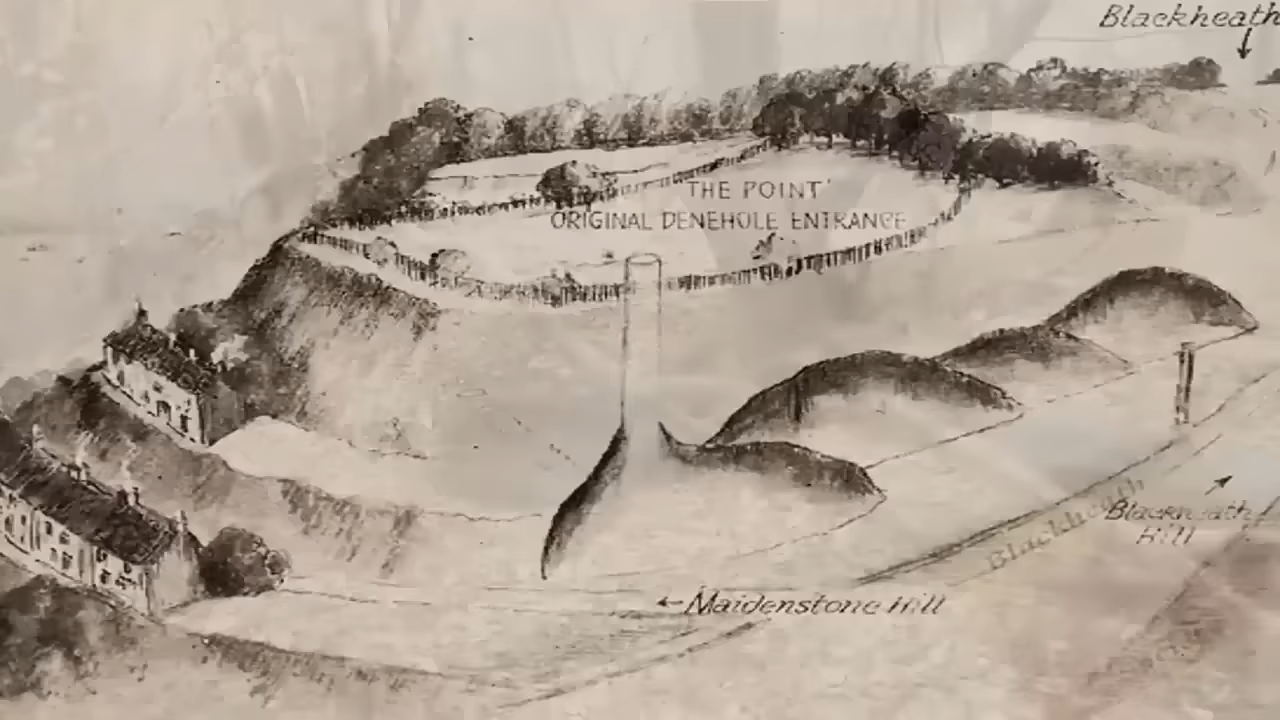 Blackheath
'THE POINT'
ORIGINAL DENEHOLE ENTRANCE
Blackheath
Blackheath
Hill
←Maidenstone Hill